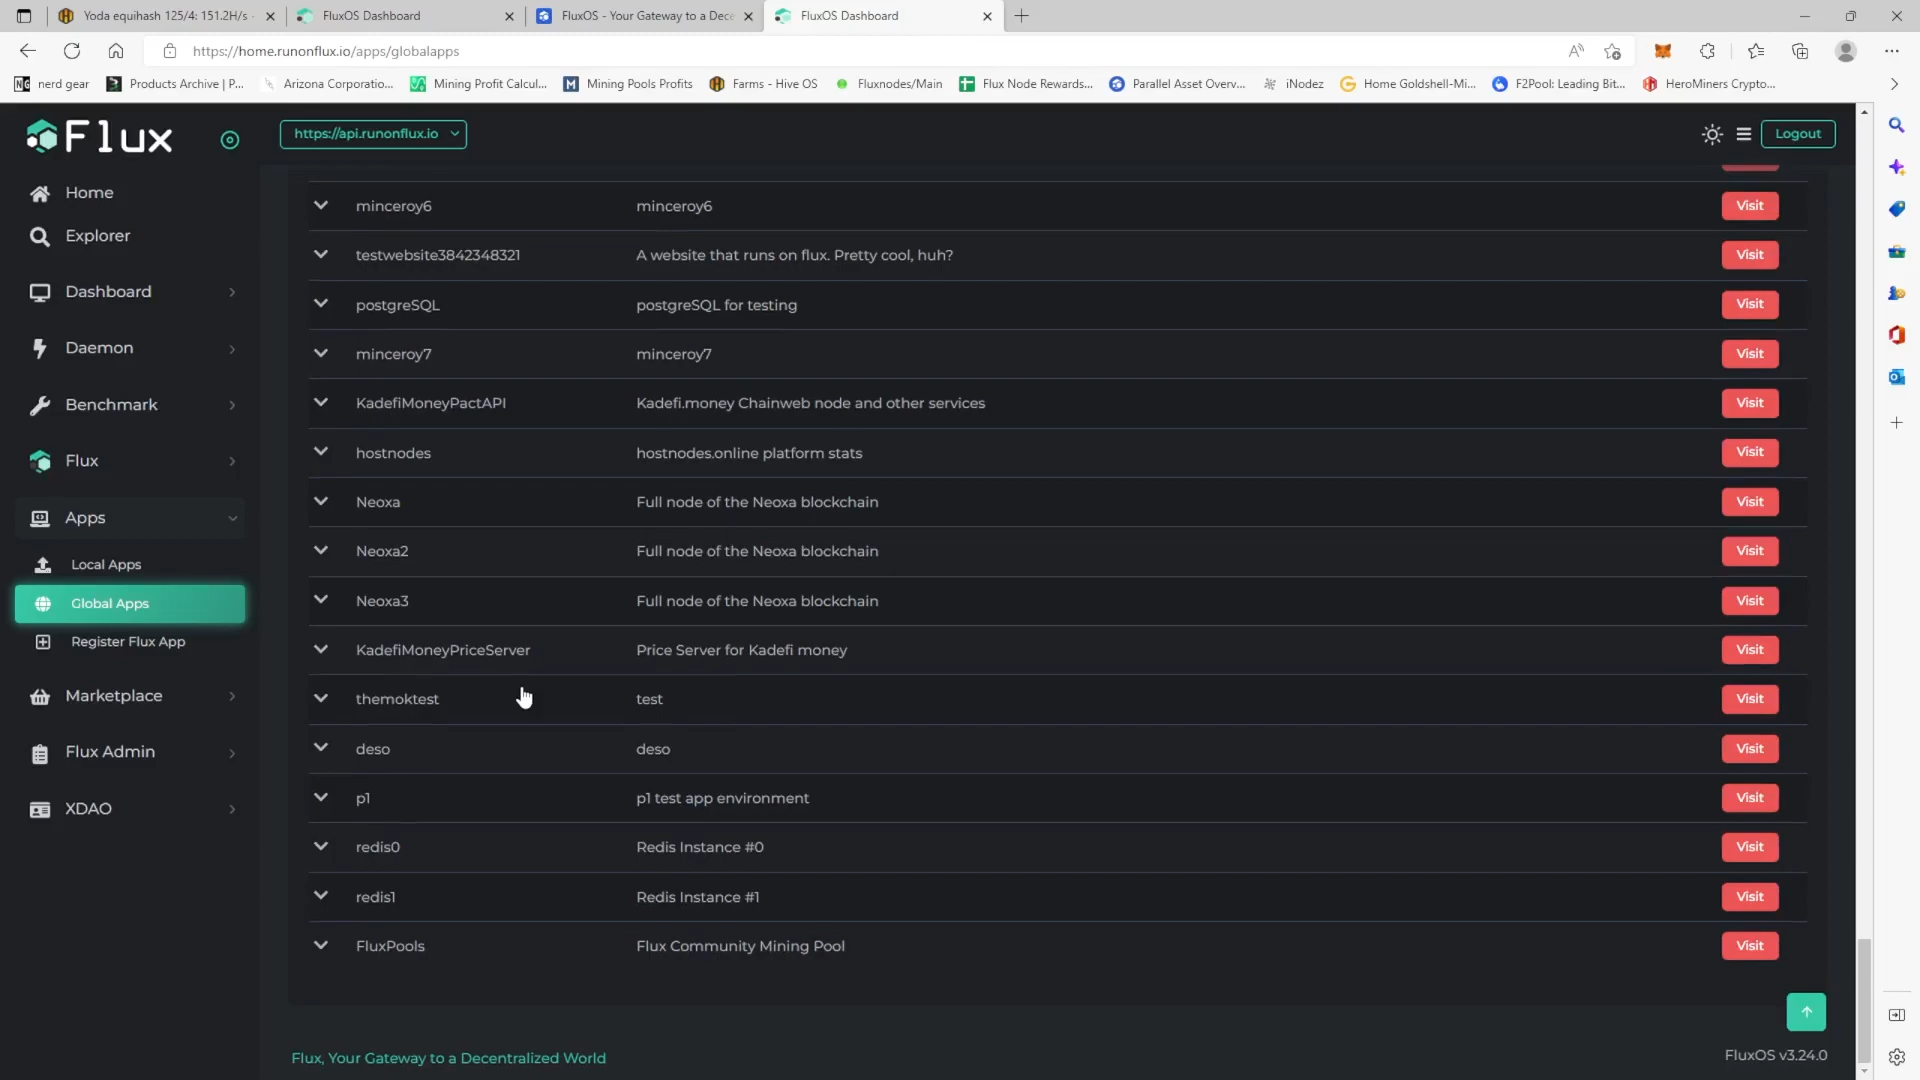 Yoda equihash 125/4: 151.2H/s -
FluxOS Dashboard
FluxOS - Your Gateway to a Dece
FluxOS Dashboard
https://home.runonflux.io/apps/globalapps
nerd gear
Products Archive | P...
Arizona Corporatio...
Mining Profit Calcul...
Mining Pools Profits
Farms - Hive OS
Fluxnodes/Main
Flux Node Rewards...
Parallel Asset Overv...
iNodez
Home Goldshell-Mi...
F2Pool: Leading Bit...
HeroMiners Crypto...
Flux
https://api.runonflux.io
Logout
Home
Explorer
Dashboard
Daemon
Benchmark
Flux
Apps
Local Apps
Global Apps
Register Flux App
Marketplace
Flux Admin
XDAO
minceroy6 minceroy6 Visit
testwebsite3842348321 A website that runs on flux. Pretty cool, huh? Visit
postgreSQL postgreSQL for testing Visit
minceroy7 minceroy7 Visit
KadefiMoneyPactAPI Kadefi.money Chainweb node and other services Visit
hostnodes hostnodes.online platform stats Visit
Neoxa Full node of the Neoxa blockchain Visit
Neoxa2 Full node of the Neoxa blockchain Visit
Neoxa3 Full node of the Neoxa blockchain Visit
KadefiMoneyPriceServer Price Server for Kadefi money Visit
themoktest test Visit
deso deso Visit
p1 p1 test app environment Visit
redis0 Redis Instance #0 Visit
redis1 Redis Instance #1 Visit
FluxPools Flux Community Mining Pool Visit
Flux, Your Gateway to a Decentralized World
FluxOS v3.24.0